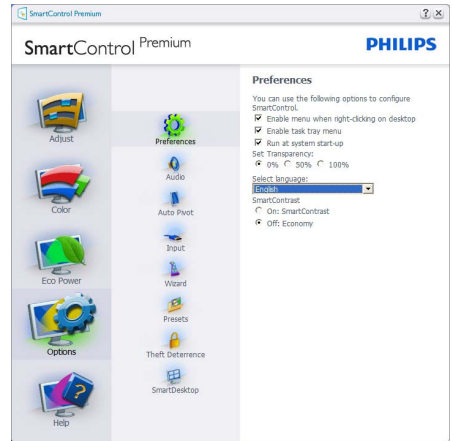 SmartControl Premium
SmartControl Premium
PHILIPS
Adjust
Color
Eco Power
Options
Help
Preferences
Audio
Auto Pivot
Input
Wizard
Presets
Theft Deterrence
SmartDesktop
Preferences
You can use the following options to configure
SmartControl.
Enable menu when right-clicking on desktop
Enable task tray menu
Run at system start-up
Set Transparency:
0% 50% 100%
Select language:
English
SmartContrast
On: SmartContrast
Off: Economy